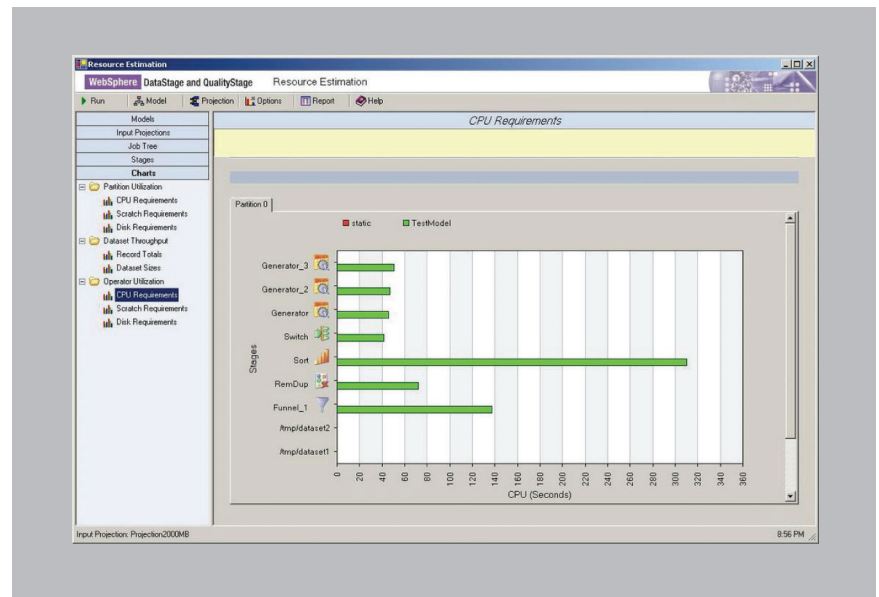 Resource Estimation
WebSphere DataStage and QualityStage Resource Estimation
Run Model Projection Options Report Help
Models
Input Projections
Job Tree
Stages
Charts
Partition Utilization
CPU Requirements
Scratch Requirements
Disk Requirements
Dataset Throughput
Record Totals
Dataset Sizes
Operator Utilization
CPU Requirements
Scratch Requirements
Disk Requirements
CPU Requirements
Partition 0
static TestModel
Stages
Generator_3
Generator_2
Generator
Switch
Sort
RemDup
Funnel_1
/tmp/dataset2
/tmp/dataset1
0 20 40 60 80 100 120 140 160 180 200 220 240 260 280 300 320 340 360
CPU (Seconds)
Input Projection: Projection2000MB
8:56 PM